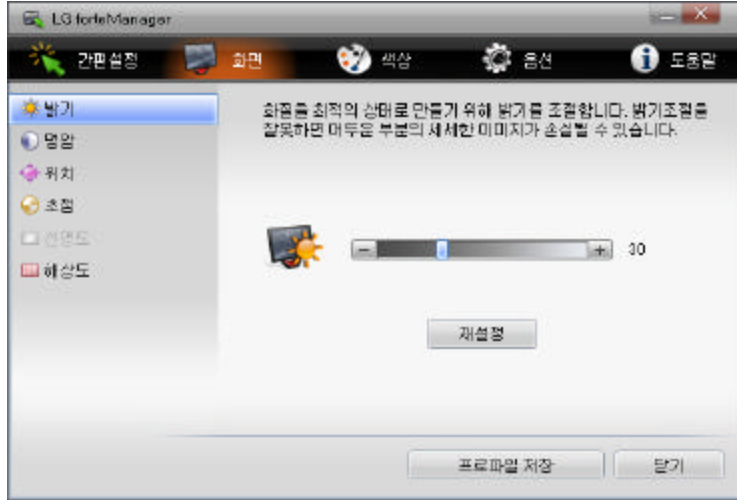 LG forteManager
간편설정 화면 색상 옵션 도움말
밝기
명암
위치
초점
선명도
해상도
화질을 최적의 상태로 만들기 위해 밝기를 조절합니다. 밝기조절을
잘못하면 어두운 부분의 세세한 이미지가 손실될 수 있습니다.
30
재설정
프로파일 저장 닫기